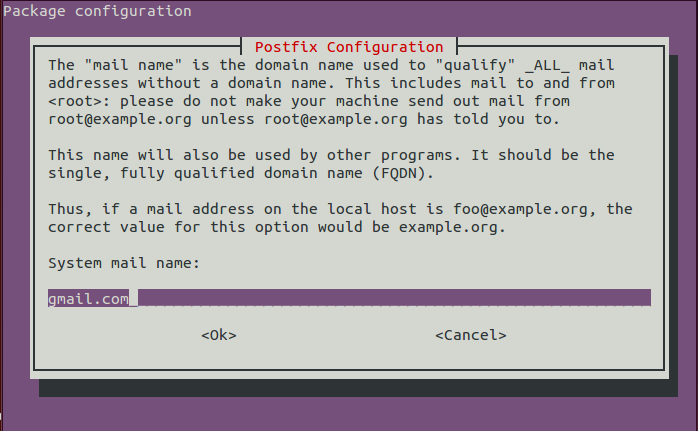 Package configuration
Postfix Configuration
The "mail name" is the domain name used to "qualify" _ALL_ mail
addresses without a domain name. This includes mail to and from
<root>: please do not make your machine send out mail from
root@example.org unless root@example.org has told you to.
This name will also be used by other programs. It should be the
single, fully qualified domain name (FQDN).
Thus, if a mail address on the local host is foo@example.org, the
correct value for this option would be example.org.
System mail name:
gmail.com
<Ok> <Cancel>